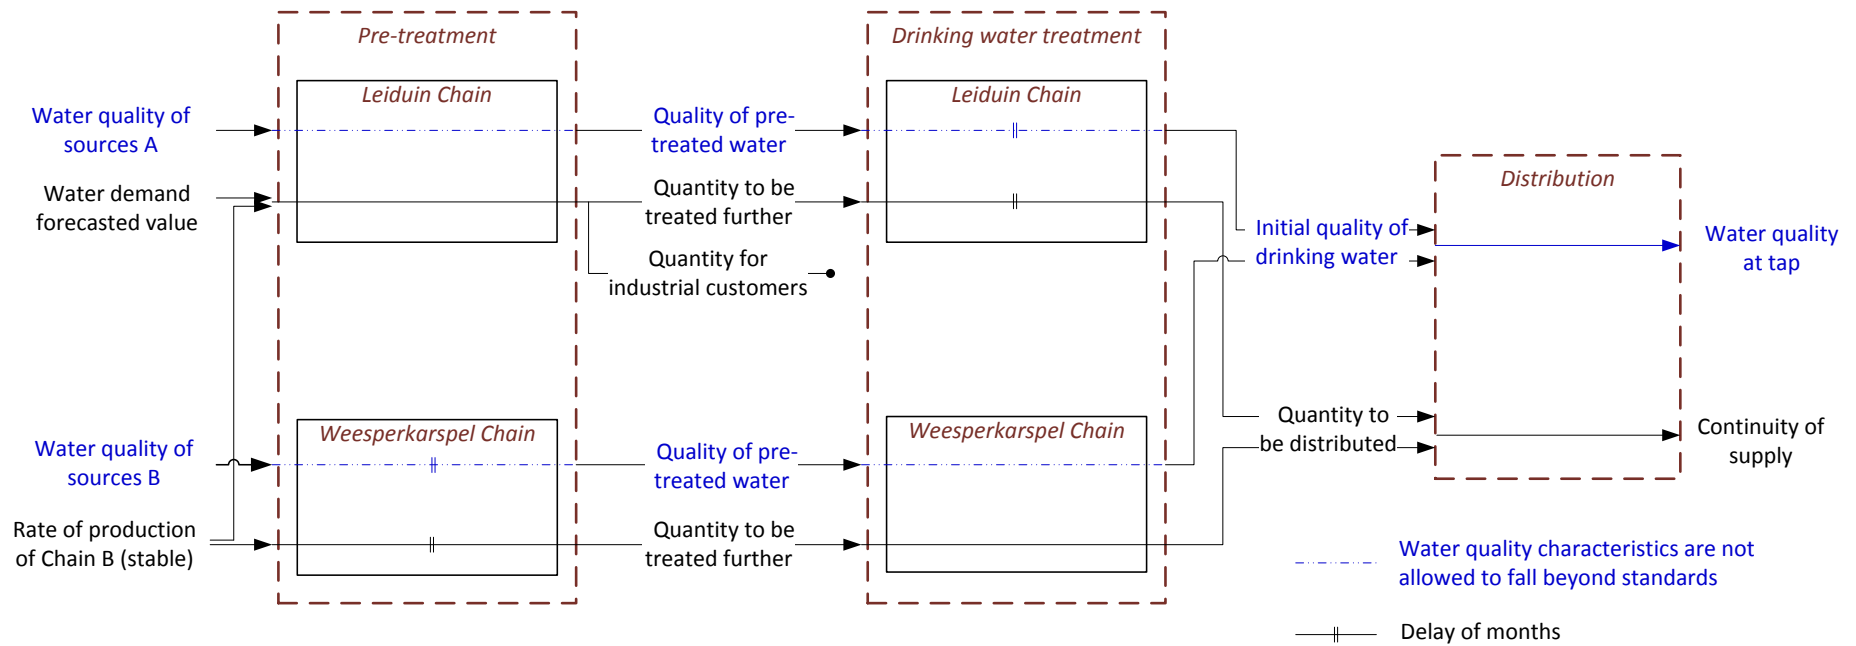 Pre-treatment
Drinking water treatment
Leiduin Chain
Leiduin Chain
Water quality of
sources A
Quality of pre-
treated water
Water demand
forecasted value
Quantity to be
treated further
Distribution
Quantity for
industrial customers
Initial quality of
drinking water
Water quality
at tap
Weesperkarspel Chain
Weesperkarspel Chain
Water quality of
sources B
Quality of pre-
treated water
Quantity to
be distributed
Continuity of
supply
Rate of production
of Chain B (stable)
Quantity to be
treated further
Water quality characteristics are not
allowed to fall beyond standards
Delay of months